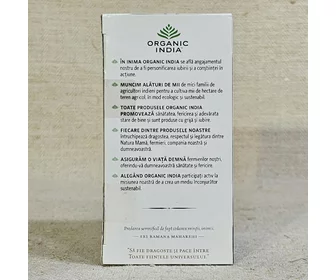 ORGANIC
INDIA
ÎN INIMA ORGANIC INDIA se află angajamentul
nostru de a fi personificarea iubirii și a conștiinței în
acțiune.
MUNCIM ALĂTURI DE MII de mici familii de
agricultori indieni pentru a cultiva mii de hectare de
teren agricol, în mod ecologic și sustenabil.
TOATE PRODUSELE ORGANIC INDIA
PROMOVEAZĂ sănătatea, fericirea și adevărata
stare de bine și sunt produse cu grijă și iubire
FIECARE DINTRE PRODUSELE NOASTRE
întruchipează dragostea, respectul și legătura dintre
Natura Mamă, fermieri, compania noastră și
dumneavoastră.
ASIGURĂM O VIAȚĂ DEMNĂ fermierilor noștri,
oferindu-vă dumneavoastră sănătate și fericire.
ALEGÂND ORGANIC INDIA participați activ la
misiunea noastră de a crea un mediu înconjurător
sustenabil.
SRI RAMANA MAHARSHI
"SĂ FIE DRAGOSTE ȘI PACE ÎNTRE
TOATE FIINȚELE UNIVERSULUI."